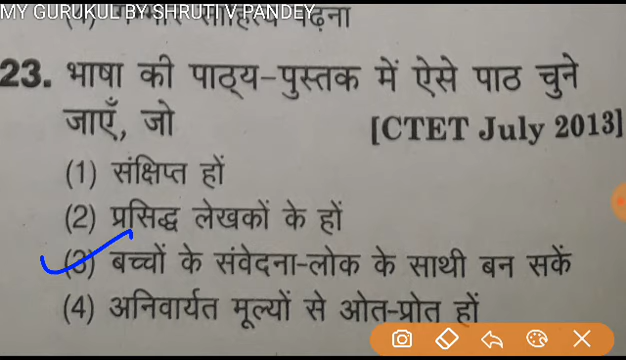 MY GURUKUL BY SHRUTI V PANDEY
साहित्य पढ़ना
23. भाषा की पाठ्य-पुस्तक में ऐसे पाठ चुने
जाएँ, जो [CTET July 2013]
(1) संक्षिप्त हों
(2) प्रसिद्ध लेखकों के हों
(3) बच्चों के संवेदना-लोक के साथी बन सकें
(4) अनिवार्यत मूल्यों से ओत-प्रोत हों